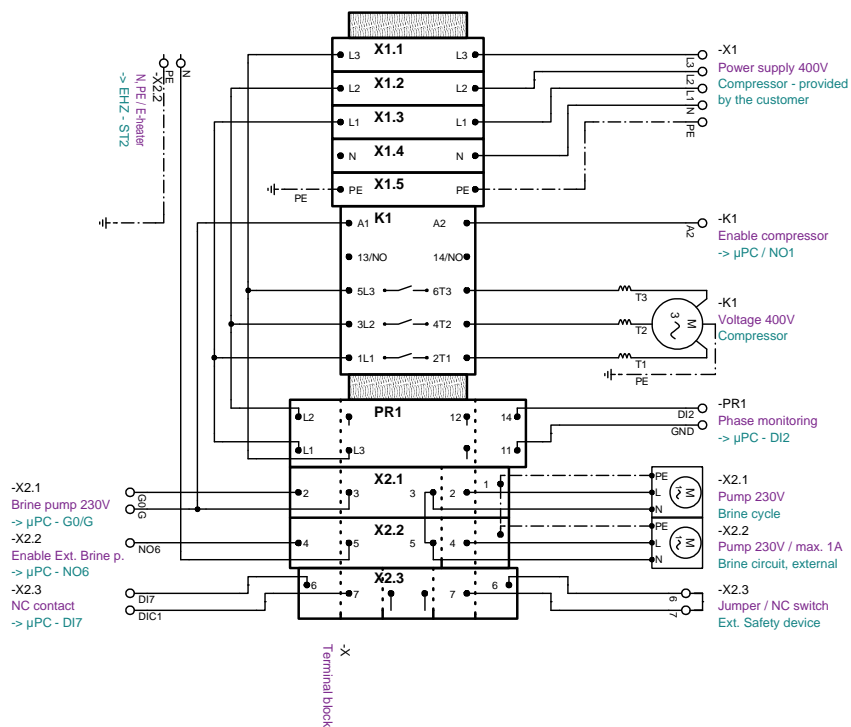 X1.1
L3
L3
X1.2
L2
L2
X1.3
L1
L1
X1.4
N
N
X1.5
PE
PE
PE
K1
A1
A2
13/NO
14/NO
5L3
6T3
3L2
4T2
1L1
2T1
PR1
L2
12
14
L1
L3
11
X2.1
2
3
3
2
1
X2.2
4
5
5
4
X2.3
6
7
7
6
-X
Terminal block
N
PE
-X2.2
N, PE / E-heater
-> EHZ - ST2
-X1
Power supply 400V
Compressor - provided
by the customer
L3
L2
L1
N
PE
-K1
Enable compressor
-> µPC / NO1
A2
-K1
Voltage 400V
Compressor
T3
T2
T1
M
3
PE
-PR1
Phase monitoring
-> µPC - DI2
DI2
GND
-X2.1
Pump 230V
Brine cycle
PE
L
N
M
1~
-X2.2
Pump 230V / max. 1A
Brine circuit, external
PE
L
N
M
1~
-X2.3
Jumper / NC switch
Ext. Safety device
6
7
-X2.1
Brine pump 230V
-> µPC - G0/G
G0/G
-X2.2
Enable Ext. Brine p.
-> µPC - NO6
NO6
-X2.3
NC contact
-> µPC - DI7
DI7
DIC1